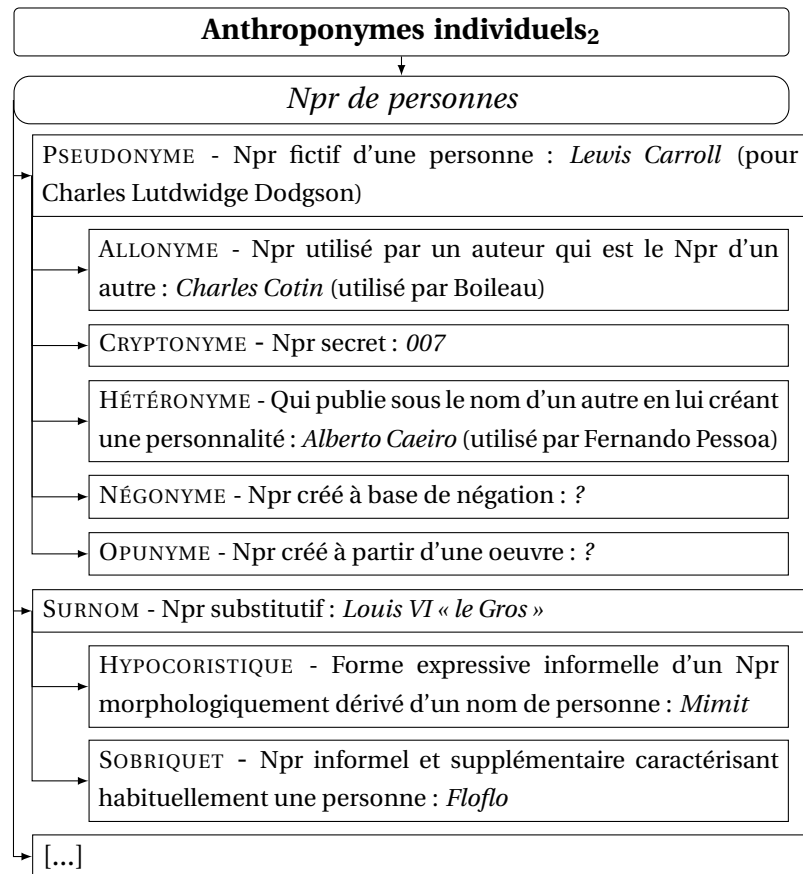 Anthroponymes individuels₂
Npr de personnes
PSEUDONYME - Npr fictif d'une personne : Lewis Carroll (pour
Charles Lutdwidge Dodgson)
ALLONYME - Npr utilisé par un auteur qui est le Npr d'un
autre : Charles Cotin (utilisé par Boileau)
CRYPTONYME - Npr secret : 007
HÉTÉRONYME - Qui publie sous le nom d'un autre en lui créant
une personnalité : Alberto Caeiro (utilisé par Fernando Pessoa)
NÉGONYME - Npr créé à base de négation : ?
OPUNYME - Npr créé à partir d'une oeuvre : ?
SURNOM - Npr substitutif : Louis VI « le Gros »
HYPOCORISTIQUE - Forme expressive informelle d'un Npr
morphologiquement dérivé d'un nom de personne : Mimit
SOBRIQUET - Npr informel et supplémentaire caractérisant
habituellement une personne : Floflo
[...]